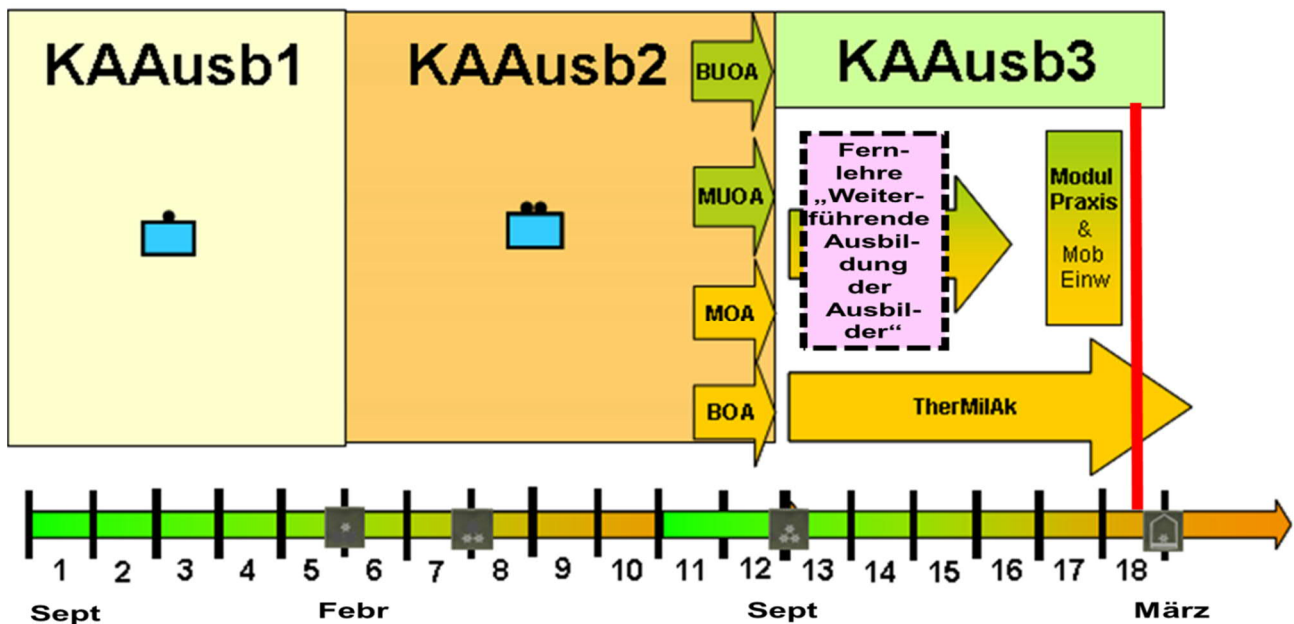 KAAusb1
KAAusb2
KAAusb3
BUOA
MUOA
MOA
BOA
Fern-
lehre
„Weiter-
führende
Ausbil-
dung
der
Ausbil-
der“
Modul
Praxis
&
Mob
Einw
TherMilAk
1 2 3 4 5 6 7 8 9 10 11 12 13 14 15 16 17 18
Sept Febr Sept März